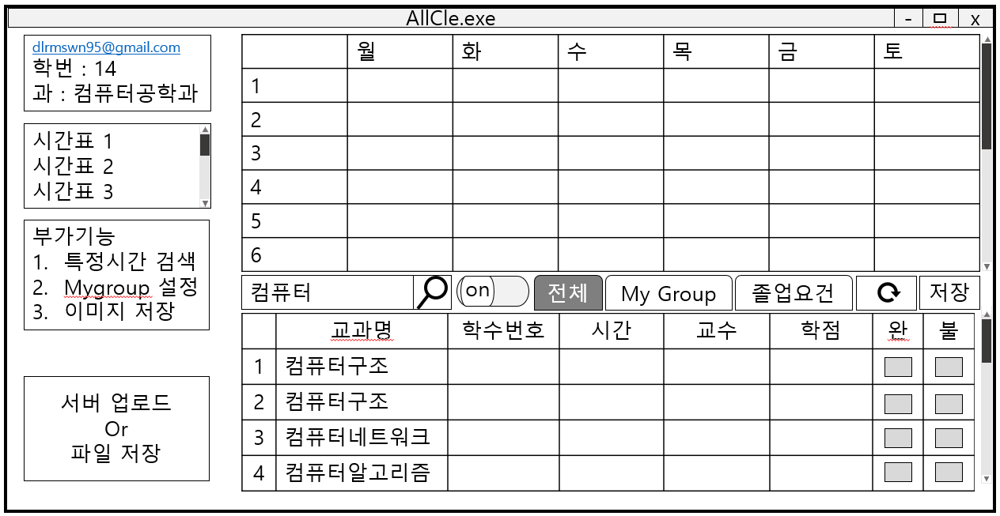 AllCle.exe - ㅁ x
dlrmswn95@gmail.com
학번 : 14
과 : 컴퓨터공학과
시간표 1
시간표 2
시간표 3
부가기능
1. 특정시간 검색
2. Mygroup 설정
3. 이미지 저장
서버 업로드
Or
파일 저장
월 화 수 목 금 토
1
2
3
4
5
6
컴퓨터 on 전체 My Group 졸업요건 저장
교과명 학수번호 시간 교수 학점 완 불
1 컴퓨터구조
2 컴퓨터구조
3 컴퓨터네트워크
4 컴퓨터알고리즘